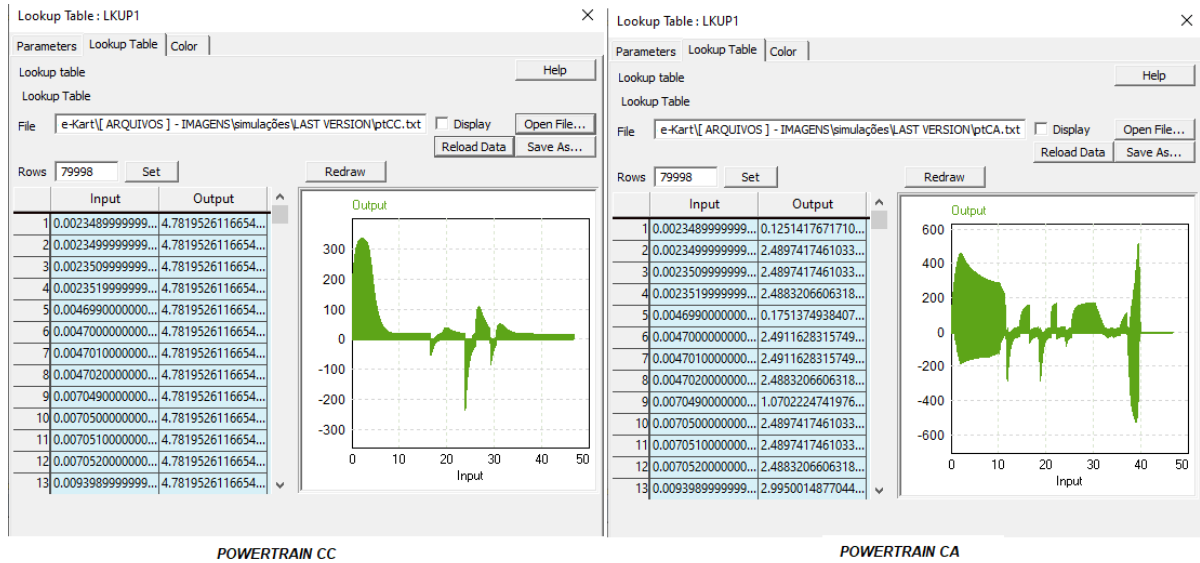 Lookup Table : LKUP1
Parameters Lookup Table Color
Lookup table
Help
Lookup Table
File e-Kart\[ ARQUIVOS ] - IMAGENS\simulações\LAST VERSION\ptCC.txt Display Open File...
Reload Data Save As...
Rows 79998 Set Redraw
Input Output
1 0.0023489999999... 4.7819526116654...
2 0.0023499999999... 4.7819526116654...
3 0.0023509999999... 4.7819526116654...
4 0.0023519999999... 4.7819526116654...
5 0.0046990000000... 4.7819526116654...
6 0.0047000000000... 4.7819526116654...
7 0.0047010000000... 4.7819526116654...
8 0.0047020000000... 4.7819526116654...
9 0.0070490000000... 4.7819526116654...
10 0.0070500000000... 4.7819526116654...
11 0.0070510000000... 4.7819526116654...
12 0.0070520000000... 4.7819526116654...
13 0.0093989999999... 4.7819526116654...
Output
300
200
100
0
-100
-200
-300
0 10 20 30 40 50
Input
POWERTRAIN CC
Lookup Table : LKUP1
Parameters Lookup Table Color
Lookup table
Help
Lookup Table
File e-Kart\[ ARQUIVOS ] - IMAGENS\simulações\LAST VERSION\ptCA.txt Display Open File...
Reload Data Save As...
Rows 79998 Set Redraw
Input Output
1 0.0023489999999... 0.1251417671710...
2 0.0023499999999... 2.4897417461033...
3 0.0023509999999... 2.4897417461033...
4 0.0023519999999... 2.4883206606318...
5 0.0046990000000... 0.1751374938407...
6 0.0047000000000... 2.4911628315749...
7 0.0047010000000... 2.4911628315749...
8 0.0047020000000... 2.4883206606318...
9 0.0070490000000... 1.0702224741976...
10 0.0070500000000... 2.4897417461033...
11 0.0070510000000... 2.4897417461033...
12 0.0070520000000... 2.4883206606318...
13 0.0093989999999... 2.9950014877044...
Output
600
400
200
0
-200
-400
-600
0 10 20 30 40 50
Input
POWERTRAIN CA